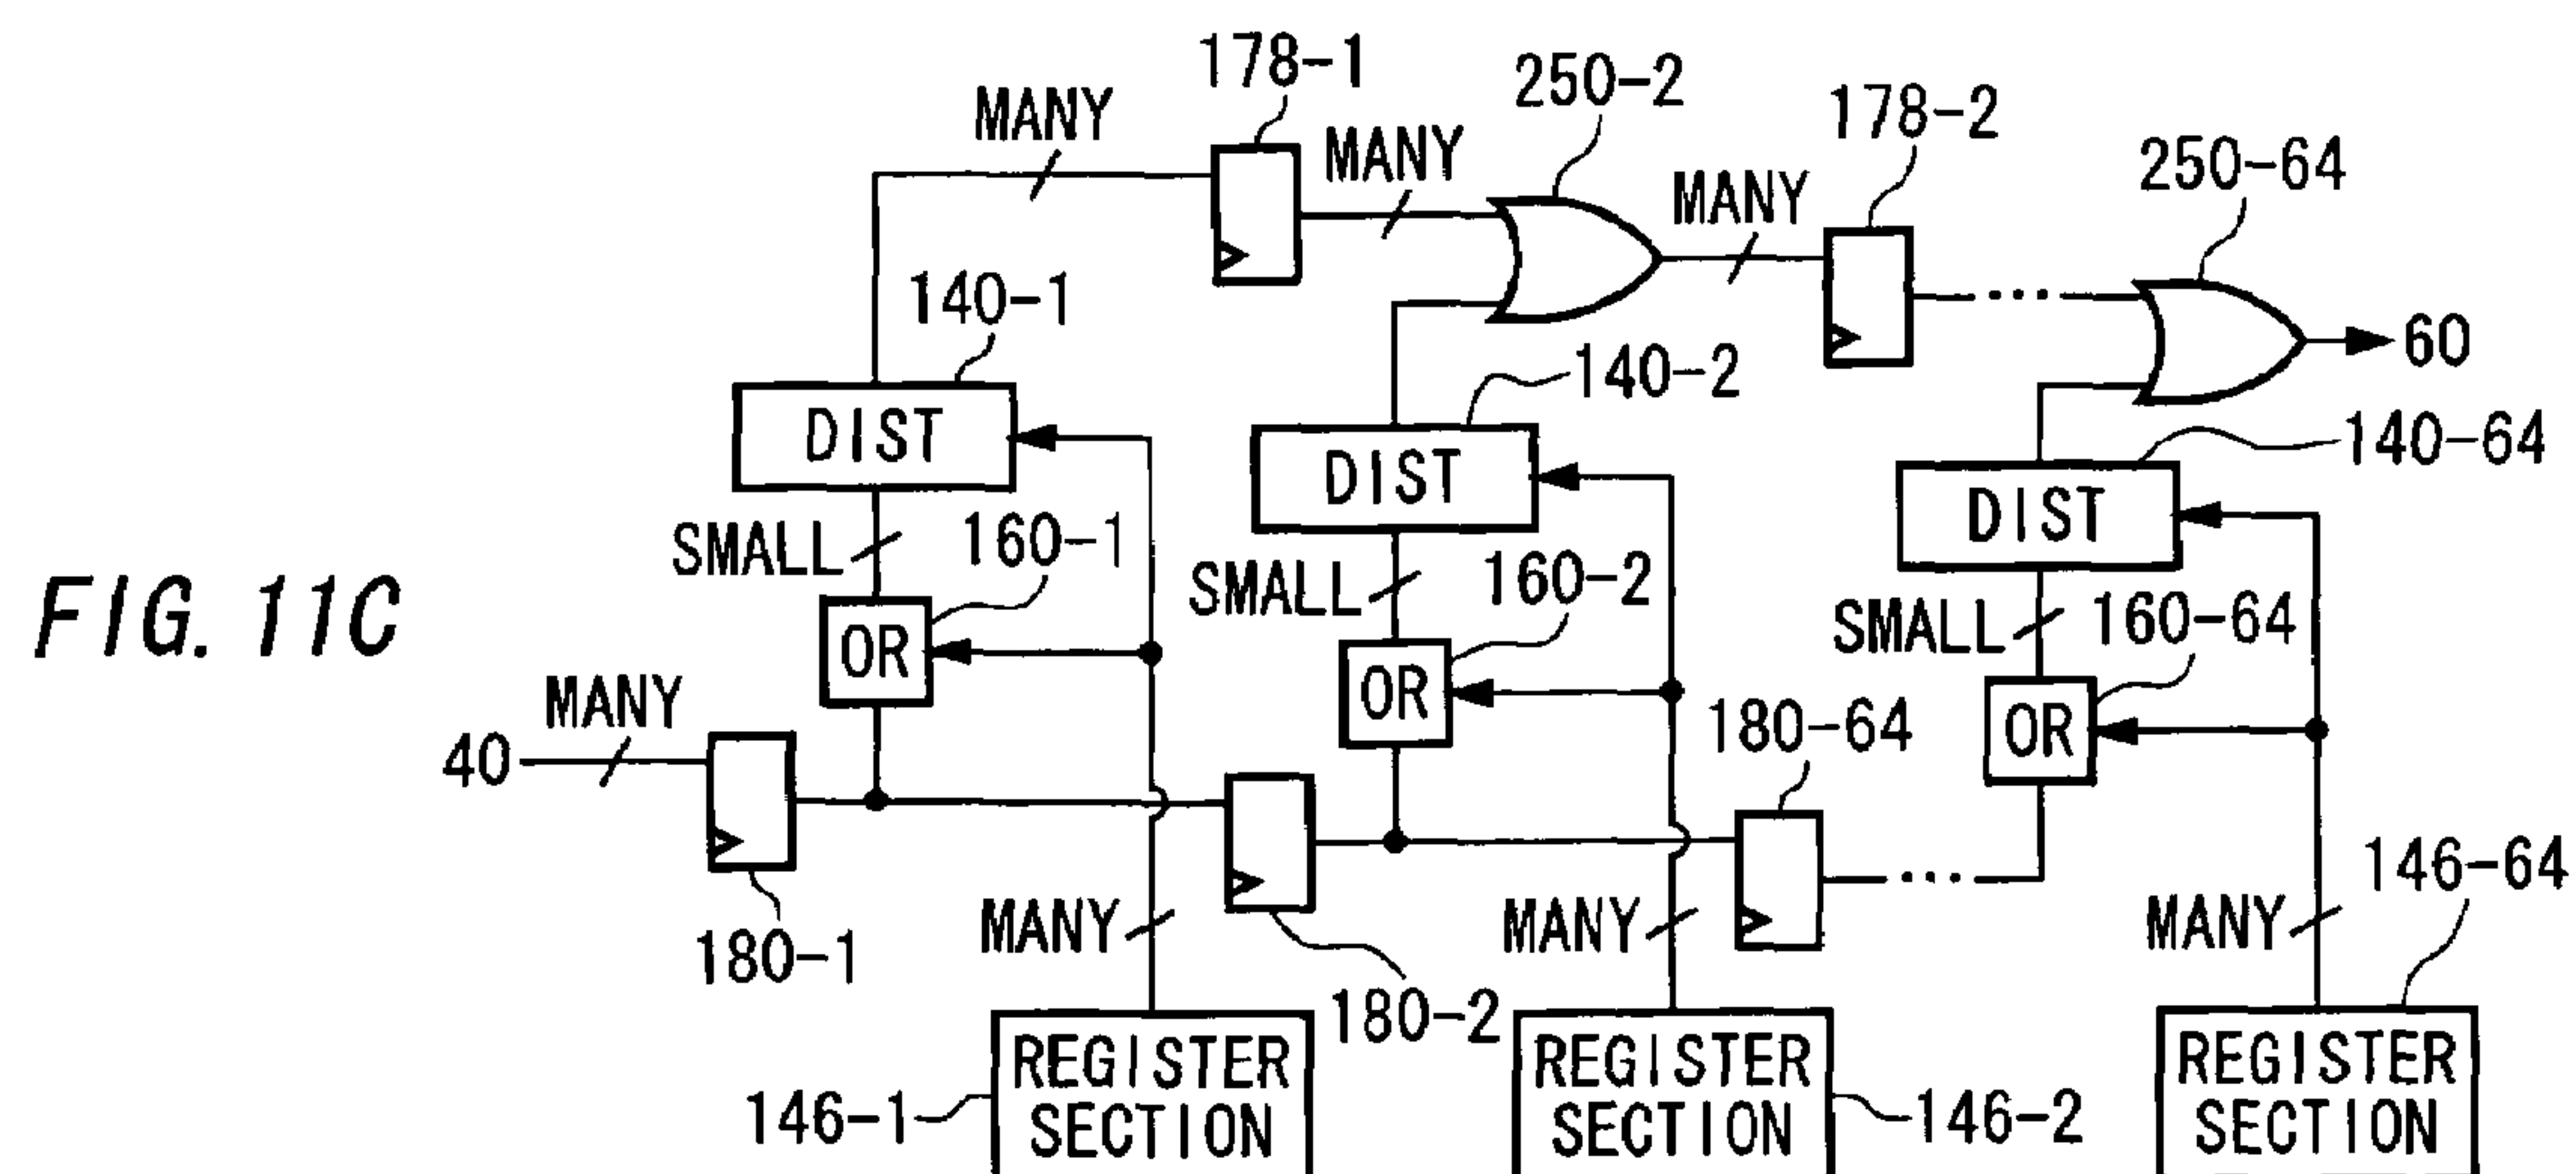 178-1
250-2
MANY
178-2
MANY
250-64
MANY
140-1
60
140-2
DIST
140-64
DIST
DIST
SMALL
160-1
160-2
SMALL
160-64
SMALL
FIG. 11C
OR
OR
MANY
180-64
OR
40
146-64
MANY
MANY
MANY
180-1
180-2
REGISTER
SECTION
REGISTER
SECTION
REGISTER
SECTION
146-1
146-2